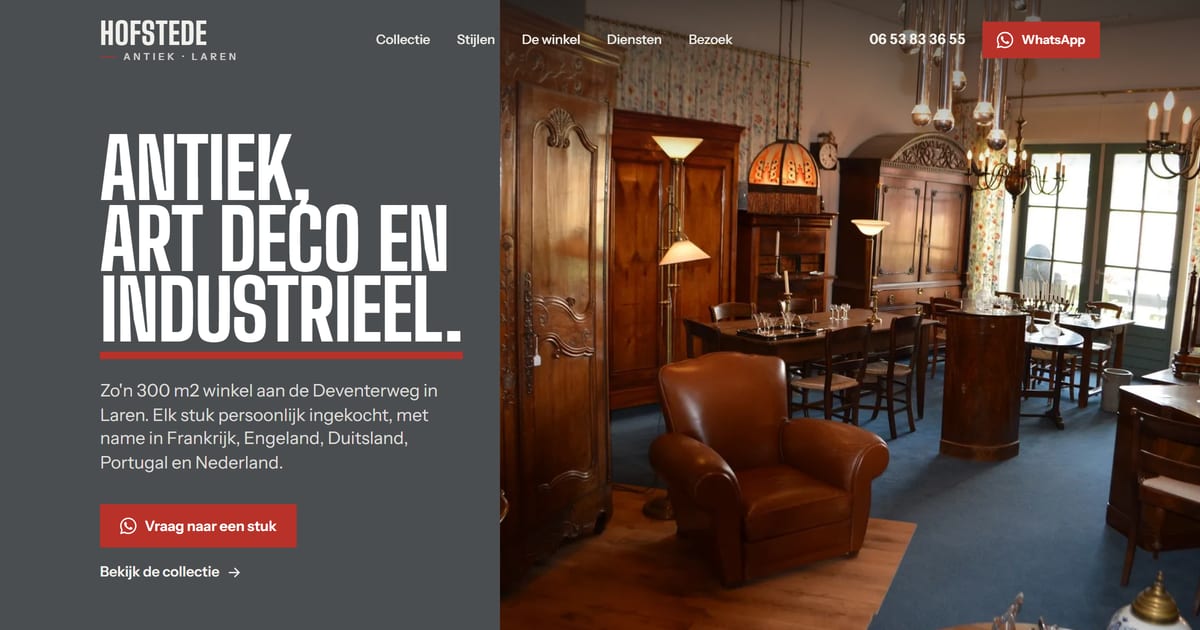 HOFSTEDE
ANTIEK · LAREN
Collectie Stijlen De winkel Diensten Bezoek 06 53 83 36 55 WhatsApp
ANTIEK,
ART DECO EN
INDUSTRIEEL.
Zo'n 300 m2 winkel aan de Deventerweg in
Laren. Elk stuk persoonlijk ingekocht, met
name in Frankrijk, Engeland, Duitsland,
Portugal en Nederland.
Vraag naar een stuk
Bekijk de collectie →